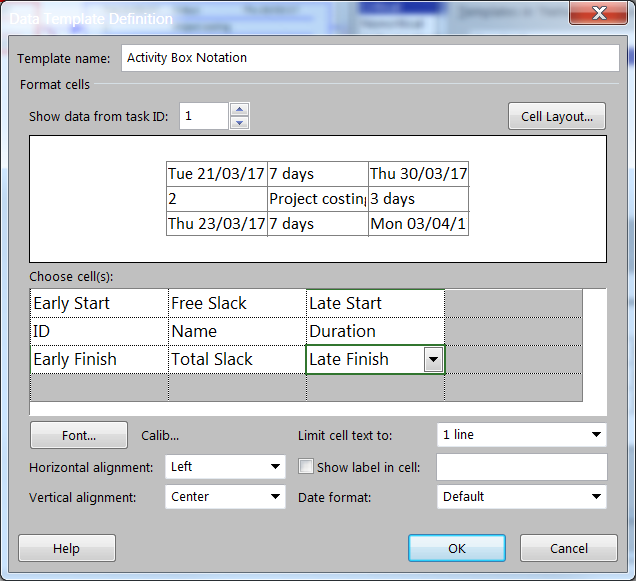 Data Template Definition
Template name: Activity Box Notation
Format cells
Show data from task ID: 1 Cell Layout...
Tue 21/03/17 7 days Thu 30/03/17
2 Project costing 3 days
Thu 23/03/17 7 days Mon 03/04/1
Choose cell(s):
Early Start Free Slack Late Start
ID Name Duration
Early Finish Total Slack Late Finish
Font... Calib... Limit cell text to: 1 line
Horizontal alignment: Left Show label in cell:
Vertical alignment: Center Date format: Default
Help OK Cancel